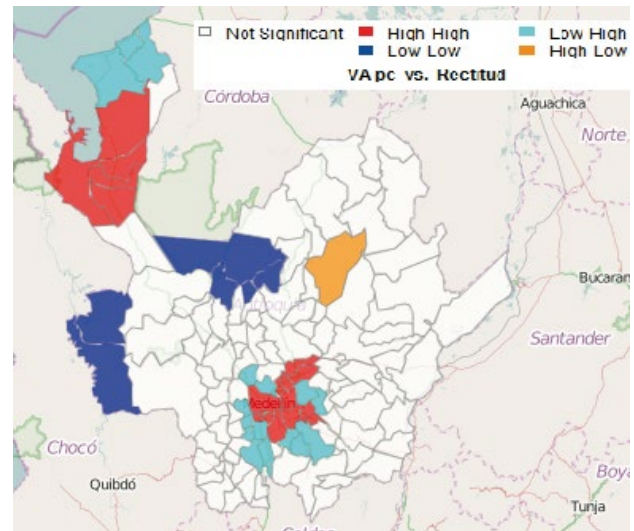 Not Significant
High High
Low High
Low Low
High Low
VA pc vs. Rectitud
Córdoba
Aguachica
Norte
Bucaran
Santander
Medellín
Chocó
Quibdó
Boya
Tunja